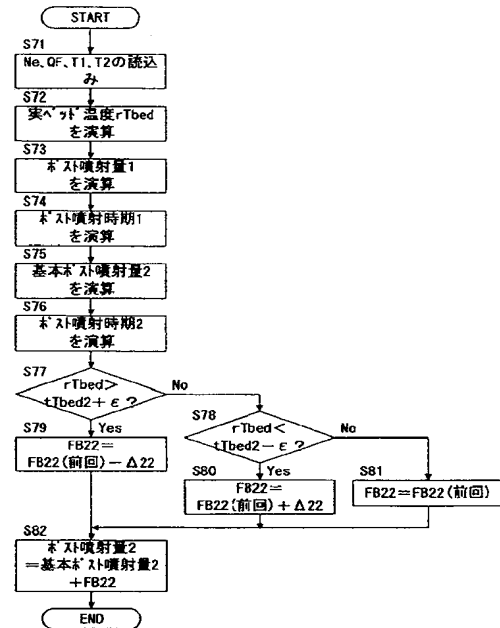 START
S71
Ne,QF,T1,T2の読込
み
S72
実ベッド温度rTbed
を演算
S73
ポスト噴射量1
を演算
S74
ポスト噴射時期1
を演算
S75
基本ポスト噴射量2
を演算
S76
ポスト噴射時期2
を演算
S77
rTbed>
tTbed2+ε?
No
Yes
S78
rTbed<
tTbed2−ε?
No
Yes
S79
FB22=
FB22(前回)−Δ22
S80
FB22=
FB22(前回)+Δ22
S81
FB22=FB22(前回)
S82
ポスト噴射量2
=基本ポスト噴射量2
+FB22
END